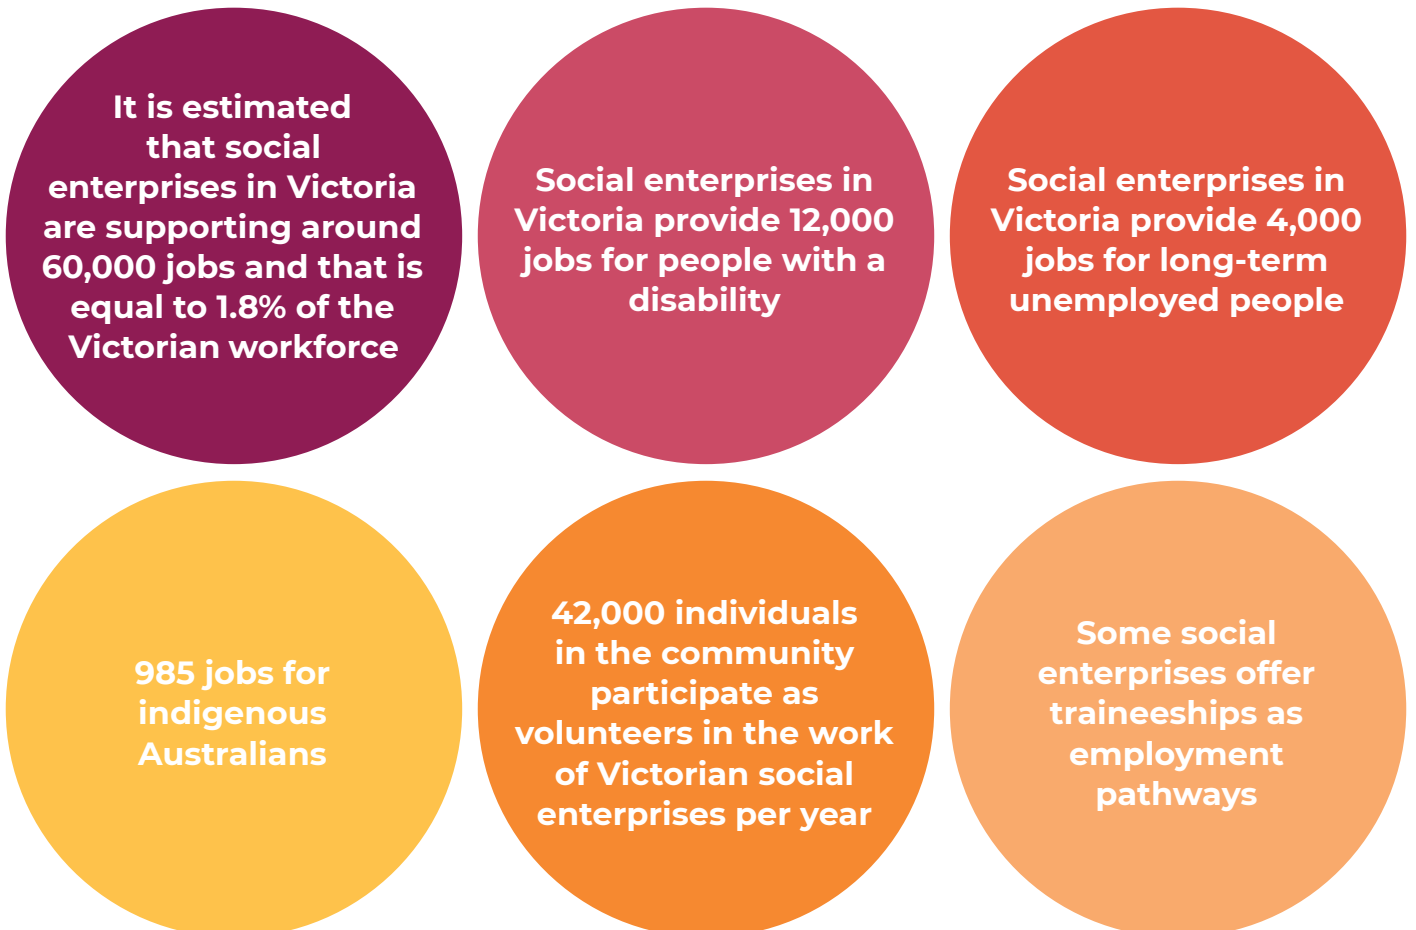 It is estimated
that social
enterprises in Victoria
are supporting around
60,000 jobs and that is
equal to 1.8% of the
Victorian workforce
Social enterprises in
Victoria provide 12,000
jobs for people with a
disability
Social enterprises in
Victoria provide 4,000
jobs for long-term
unemployed people
985 jobs for
indigenous
Australians
42,000 individuals
in the community
participate as
volunteers in the work
of Victorian social
enterprises per year
Some social
enterprises offer
traineeships as
employment
pathways